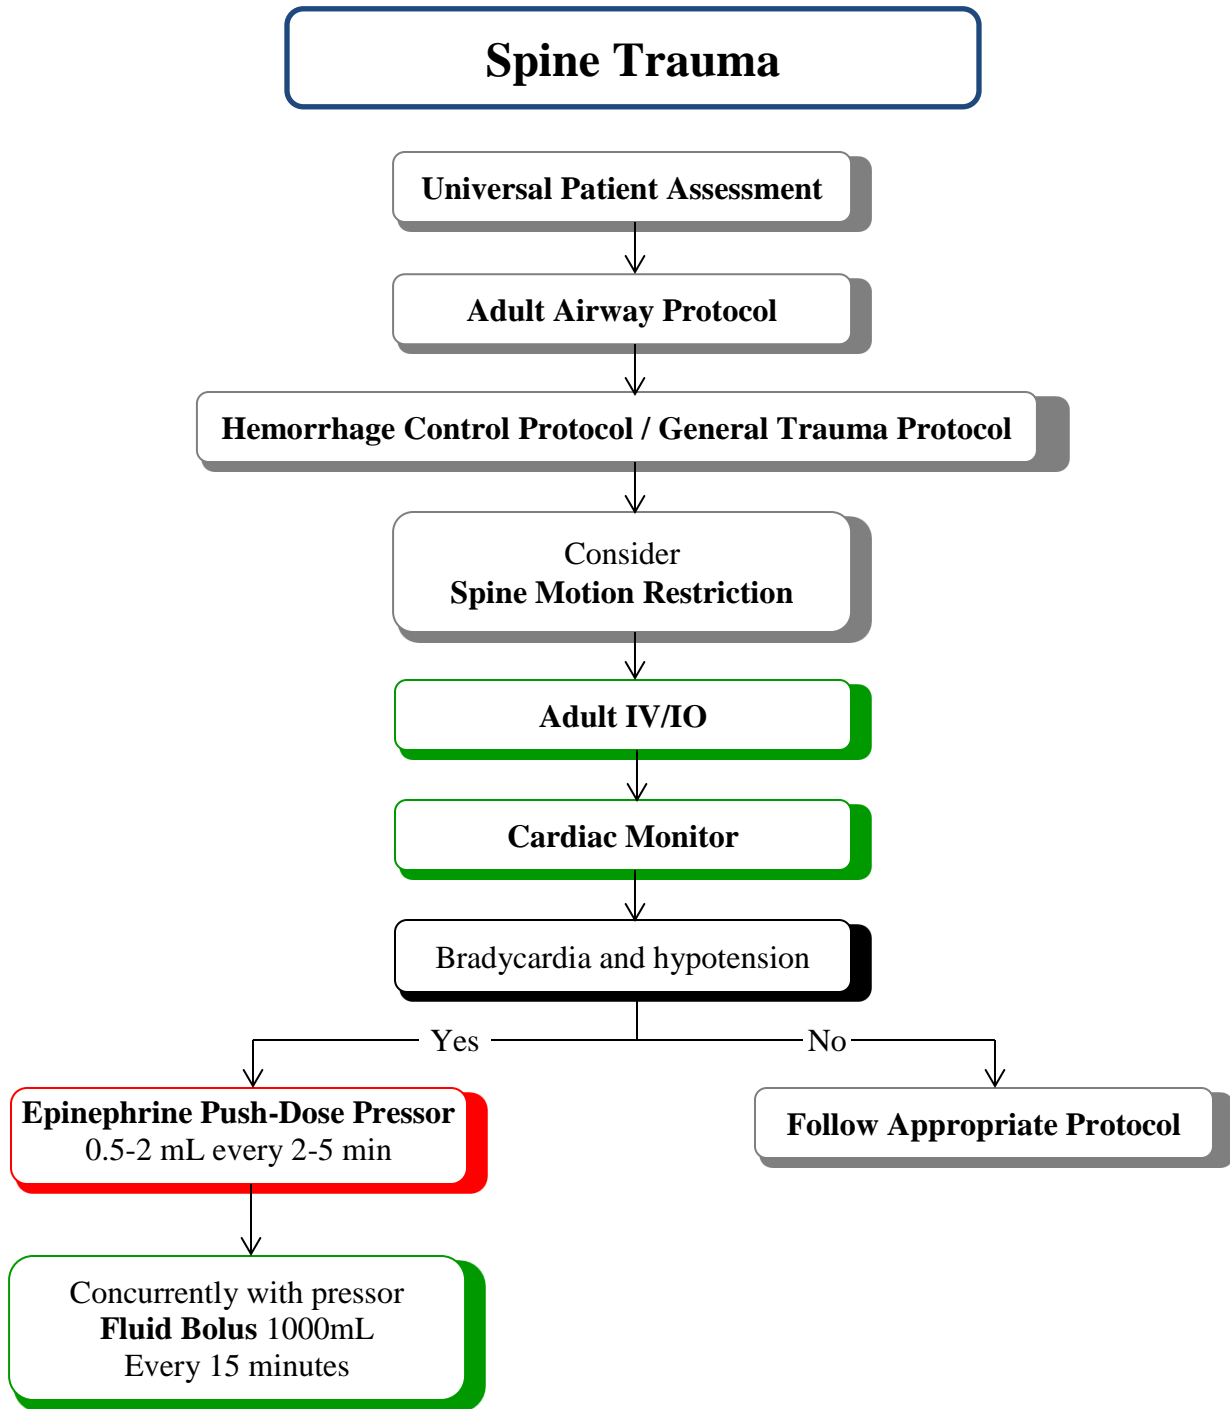 Spine Trauma
Universal Patient Assessment
Adult Airway Protocol
Hemorrhage Control Protocol / General Trauma Protocol
Consider
Spine Motion Restriction
Adult IV/IO
Cardiac Monitor
Bradycardia and hypotension
Yes
No
Epinephrine Push-Dose Pressor
0.5-2 mL every 2-5 min
Follow Appropriate Protocol
Concurrently with pressor
Fluid Bolus 1000mL
Every 15 minutes